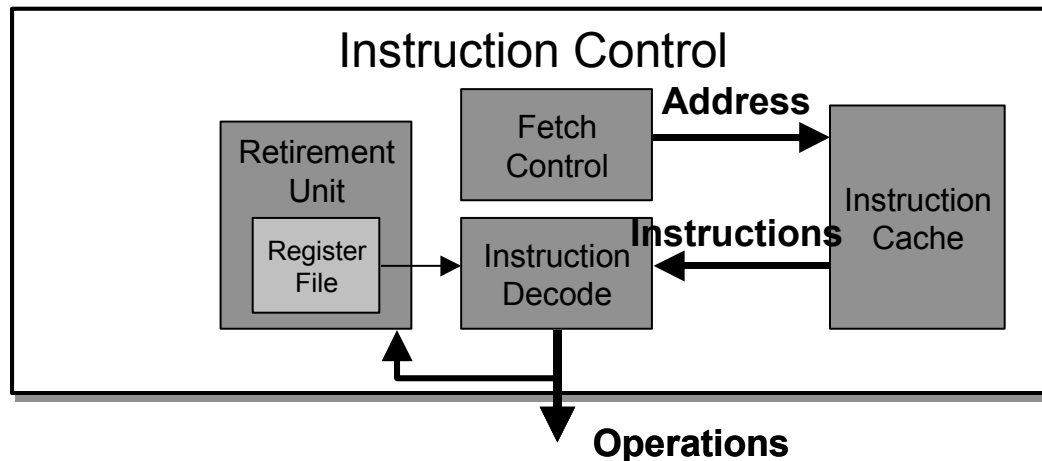 Instruction Control
Address
Fetch
Control
Retirement
Unit
Instruction
Cache
Instructions
Register
File
Instruction
Decode
Operations